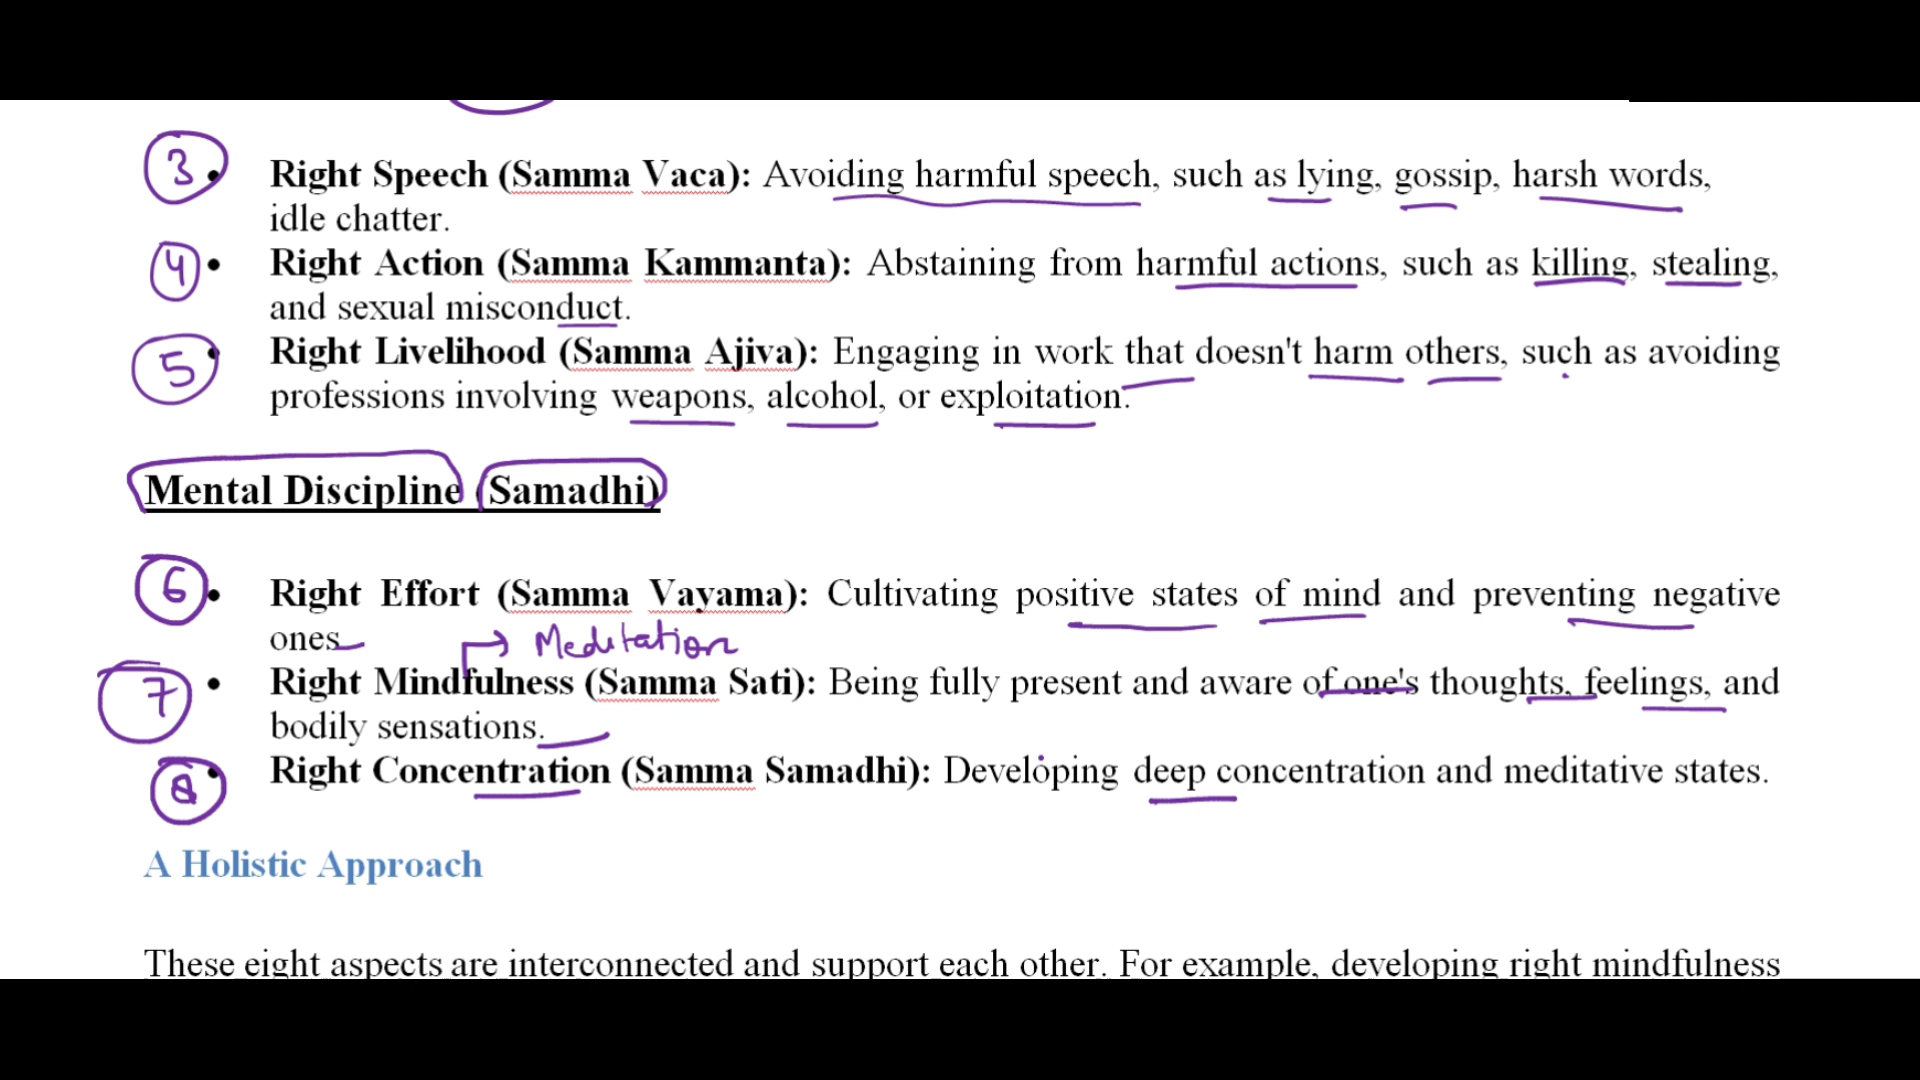 3 • Right Speech (Samma Vaca): Avoiding harmful speech, such as lying, gossip, harsh words,
idle chatter.
4 • Right Action (Samma Kammanta): Abstaining from harmful actions, such as killing, stealing,
and sexual misconduct.
5 • Right Livelihood (Samma Ajiva): Engaging in work that doesn't harm others, such as avoiding
professions involving weapons, alcohol, or exploitation.
Mental Discipline (Samadhi)
6 • Right Effort (Samma Vayama): Cultivating positive states of mind and preventing negative
ones
Meditation
7 • Right Mindfulness (Samma Sati): Being fully present and aware of one's thoughts, feelings, and
bodily sensations.
8 • Right Concentration (Samma Samadhi): Developing deep concentration and meditative states.
A Holistic Approach
These eight aspects are interconnected and support each other. For example, developing right mindfulness